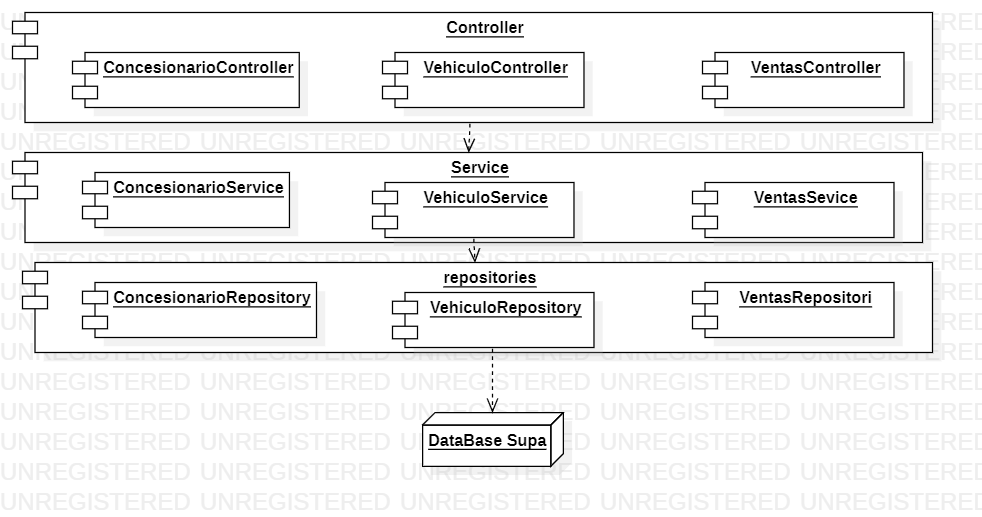 Controller
ConcesionarioController
VehiculoController
VentasController
Service
ConcesionarioService
VehiculoService
VentasSevice
repositories
ConcesionarioRepository
VehiculoRepository
VentasRepositori
DataBase Supa
UNREGISTERED UNREGISTERED UNREGISTERED UNREGISTERED UNREGISTERED